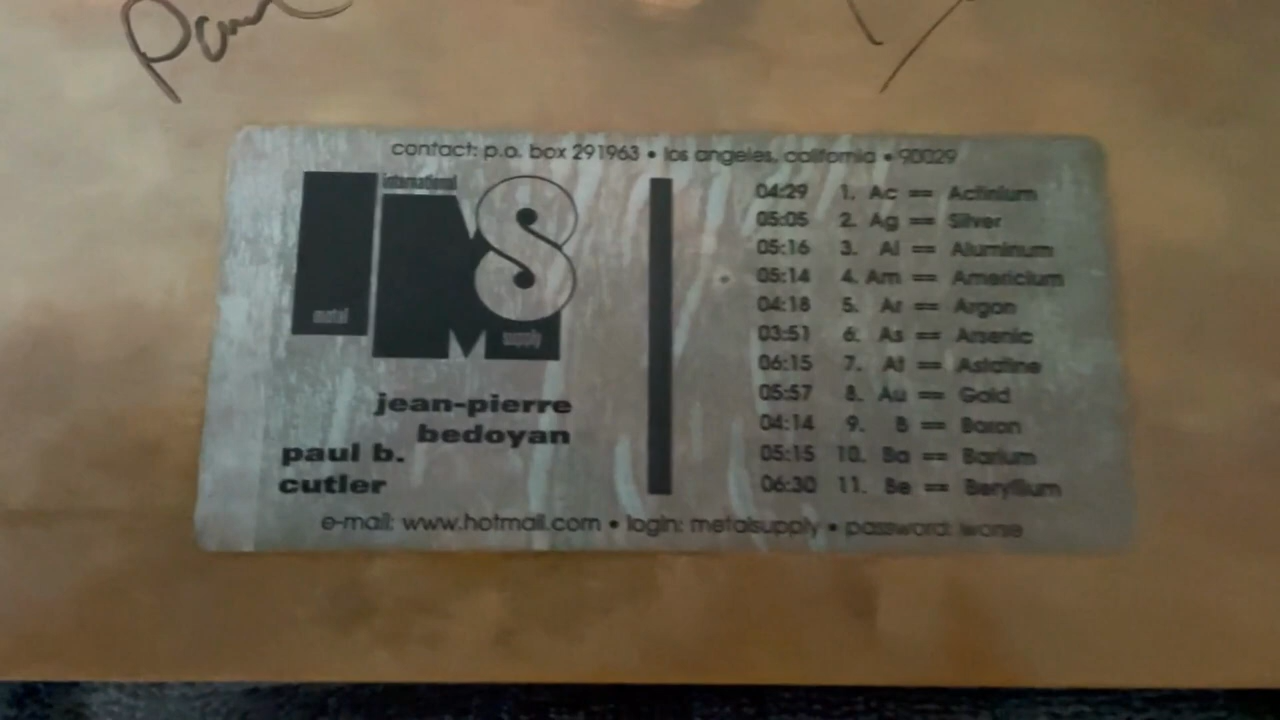 Paul
contact: p.o. box 291963 • los angeles, california • 90029
international
IMS
metal
supply
jean-pierre
bedoyan
paul b.
cutler
04:29 1. Ac == Actinium
05:05 2. Ag == Silver
05:16 3. Al == Aluminum
05:14 4. Am == Americium
04:18 5. Ar == Argon
03:51 6. As == Arsenic
06:15 7. At == Astatine
05:57 8. Au == Gold
04:14 9. B == Boron
05:15 10. Ba == Barium
06:30 11. Be == Beryllium
e-mail: www.hotmail.com • login: metalsupply • password: